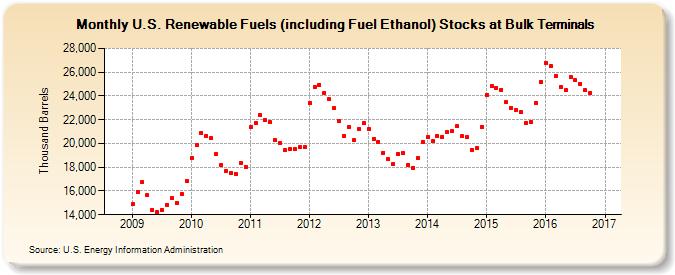 Monthly U.S. Renewable Fuels (including Fuel Ethanol) Stocks at Bulk Terminals
Thousand Barrels
28,000
26,000
24,000
22,000
20,000
18,000
16,000
14,000
2009 2010 2011 2012 2013 2014 2015 2016 2017
Source: U.S. Energy Information Administration